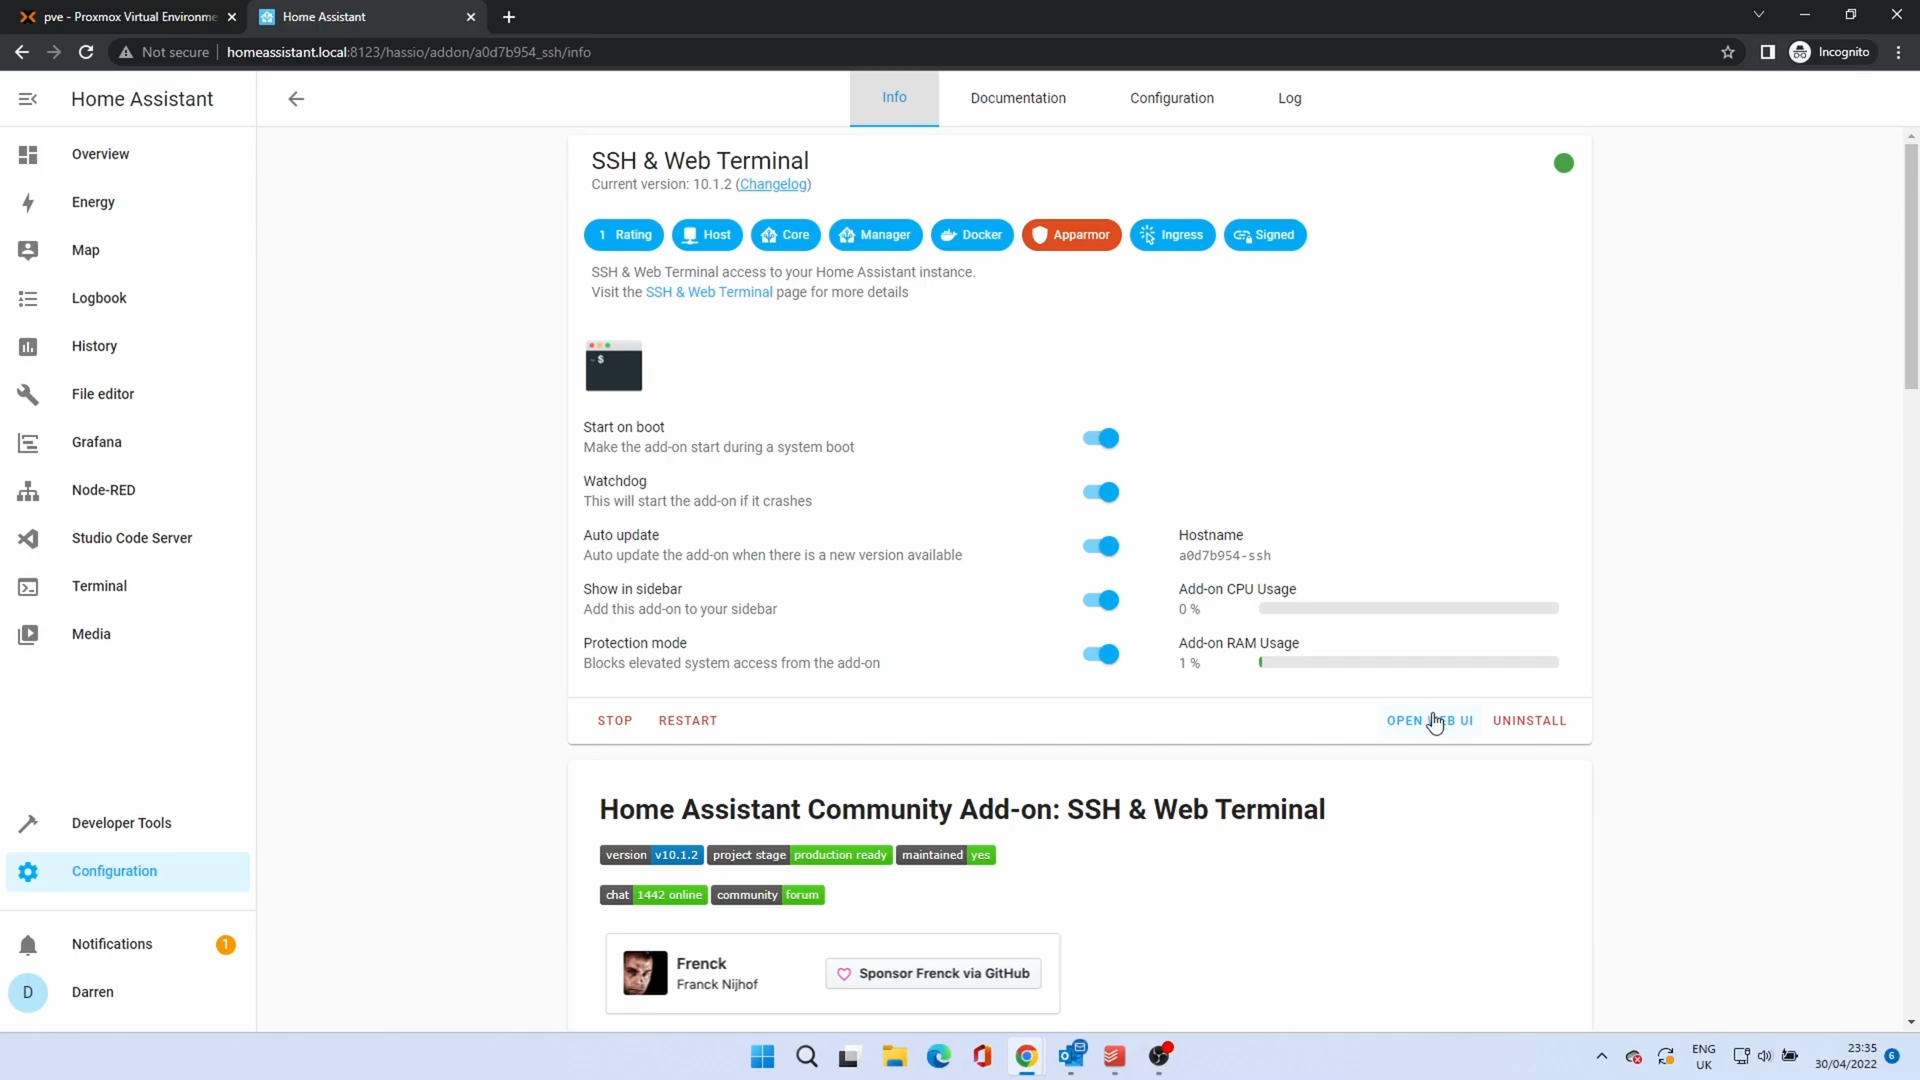 pve - Proxmox Virtual Environme
Home Assistant
Not secure
homeassistant.local:8123/hassio/addon/a0d7b954_ssh/info
Incognito
Home Assistant
Info
Documentation
Configuration
Log
Overview
Energy
Map
Logbook
History
File editor
Grafana
Node-RED
Studio Code Server
Terminal
Media
Developer Tools
Configuration
Notifications
1
D
Darren
SSH & Web Terminal
Current version: 10.1.2 (Changelog)
1 Rating
Host
Core
Manager
Docker
Apparmor
Ingress
Signed
SSH & Web Terminal access to your Home Assistant instance.
Visit the SSH & Web Terminal page for more details
~ $
Start on boot
Make the add-on start during a system boot
Watchdog
This will start the add-on if it crashes
Auto update
Auto update the add-on when there is a new version available
Hostname
a0d7b954-ssh
Show in sidebar
Add this add-on to your sidebar
Add-on CPU Usage
0 %
Protection mode
Blocks elevated system access from the add-on
Add-on RAM Usage
1 %
STOP
RESTART
OPEN WEB UI
UNINSTALL
Home Assistant Community Add-on: SSH & Web Terminal
version v10.1.2
project stage production ready
maintained yes
chat 1442 online
community forum
Frenck
Franck Nijhof
Sponsor Frenck via GitHub
ENG
UK
23:35
30/04/2022
6